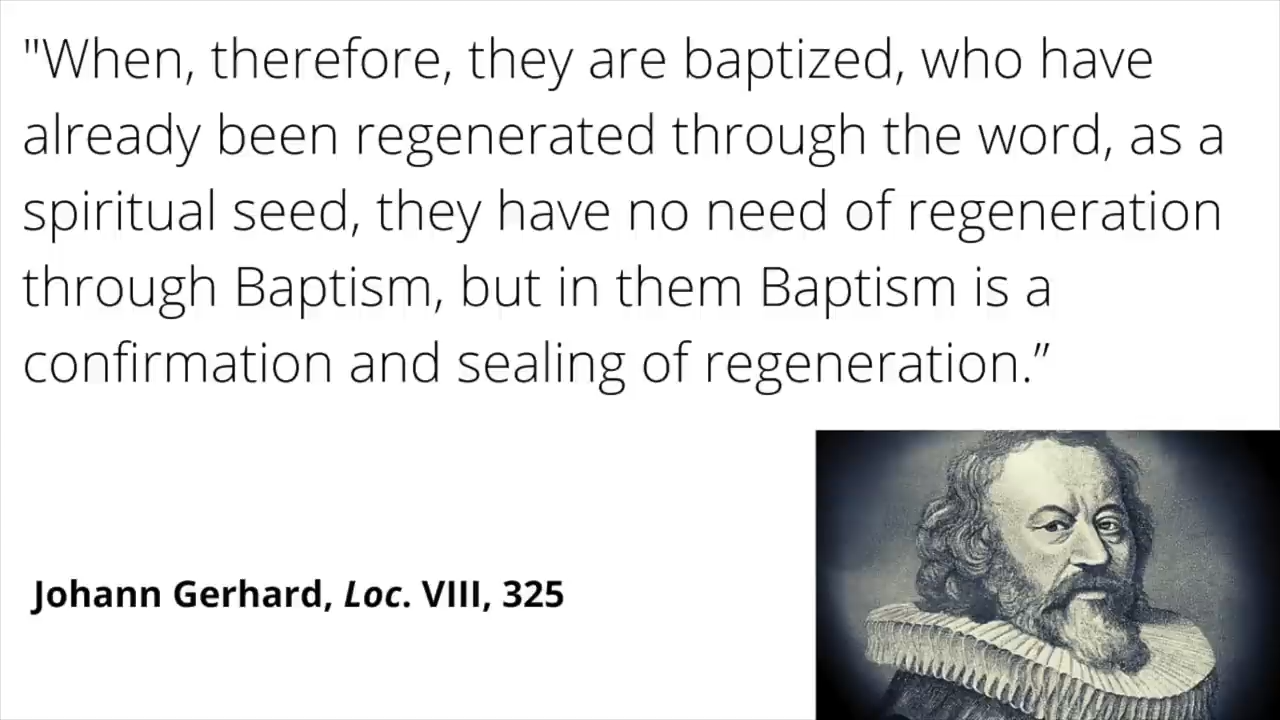 "When, therefore, they are baptized, who have
already been regenerated through the word, as a
spiritual seed, they have no need of regeneration
through Baptism, but in them Baptism is a
confirmation and sealing of regeneration.”
Johann Gerhard, Loc. VIII, 325